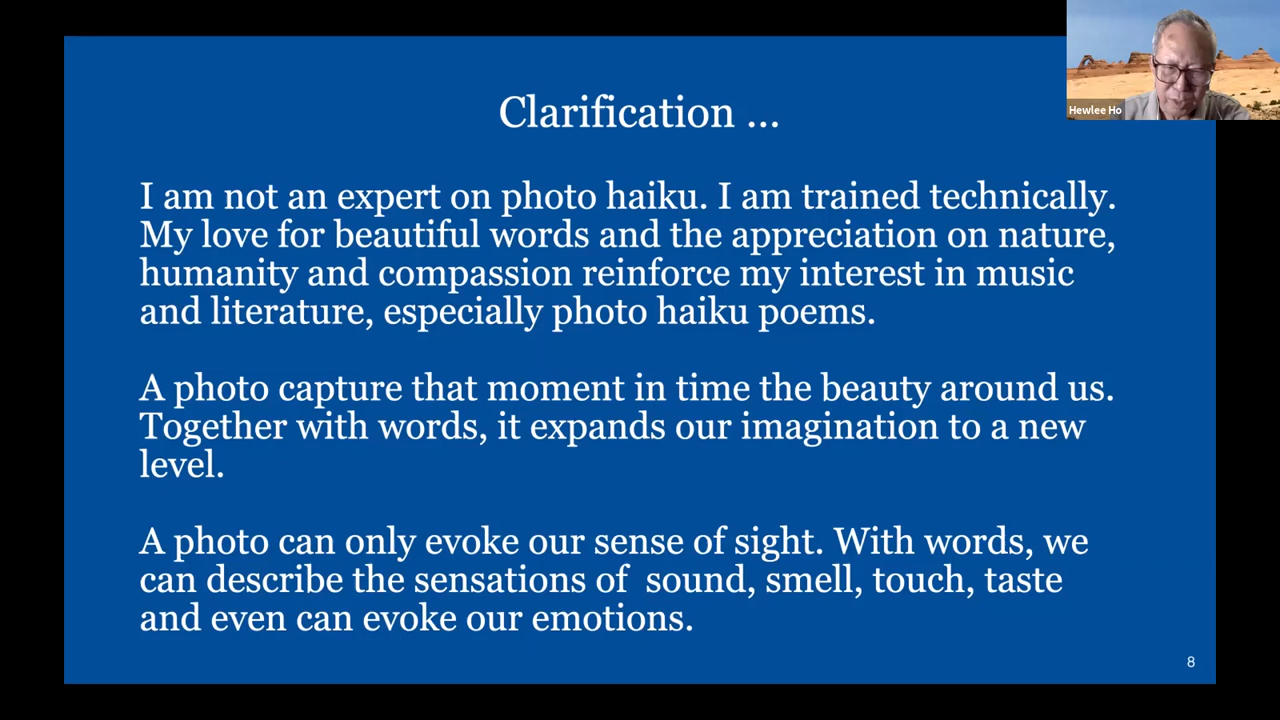 Clarification ...
Hewlee Ho
I am not an expert on photo haiku. I am trained technically.
My love for beautiful words and the appreciation on nature,
humanity and compassion reinforce my interest in music
and literature, especially photo haiku poems.
A photo capture that moment in time the beauty around us.
Together with words, it expands our imagination to a new
level.
A photo can only evoke our sense of sight. With words, we
can describe the sensations of  sound, smell, touch, taste
and even can evoke our emotions.
8